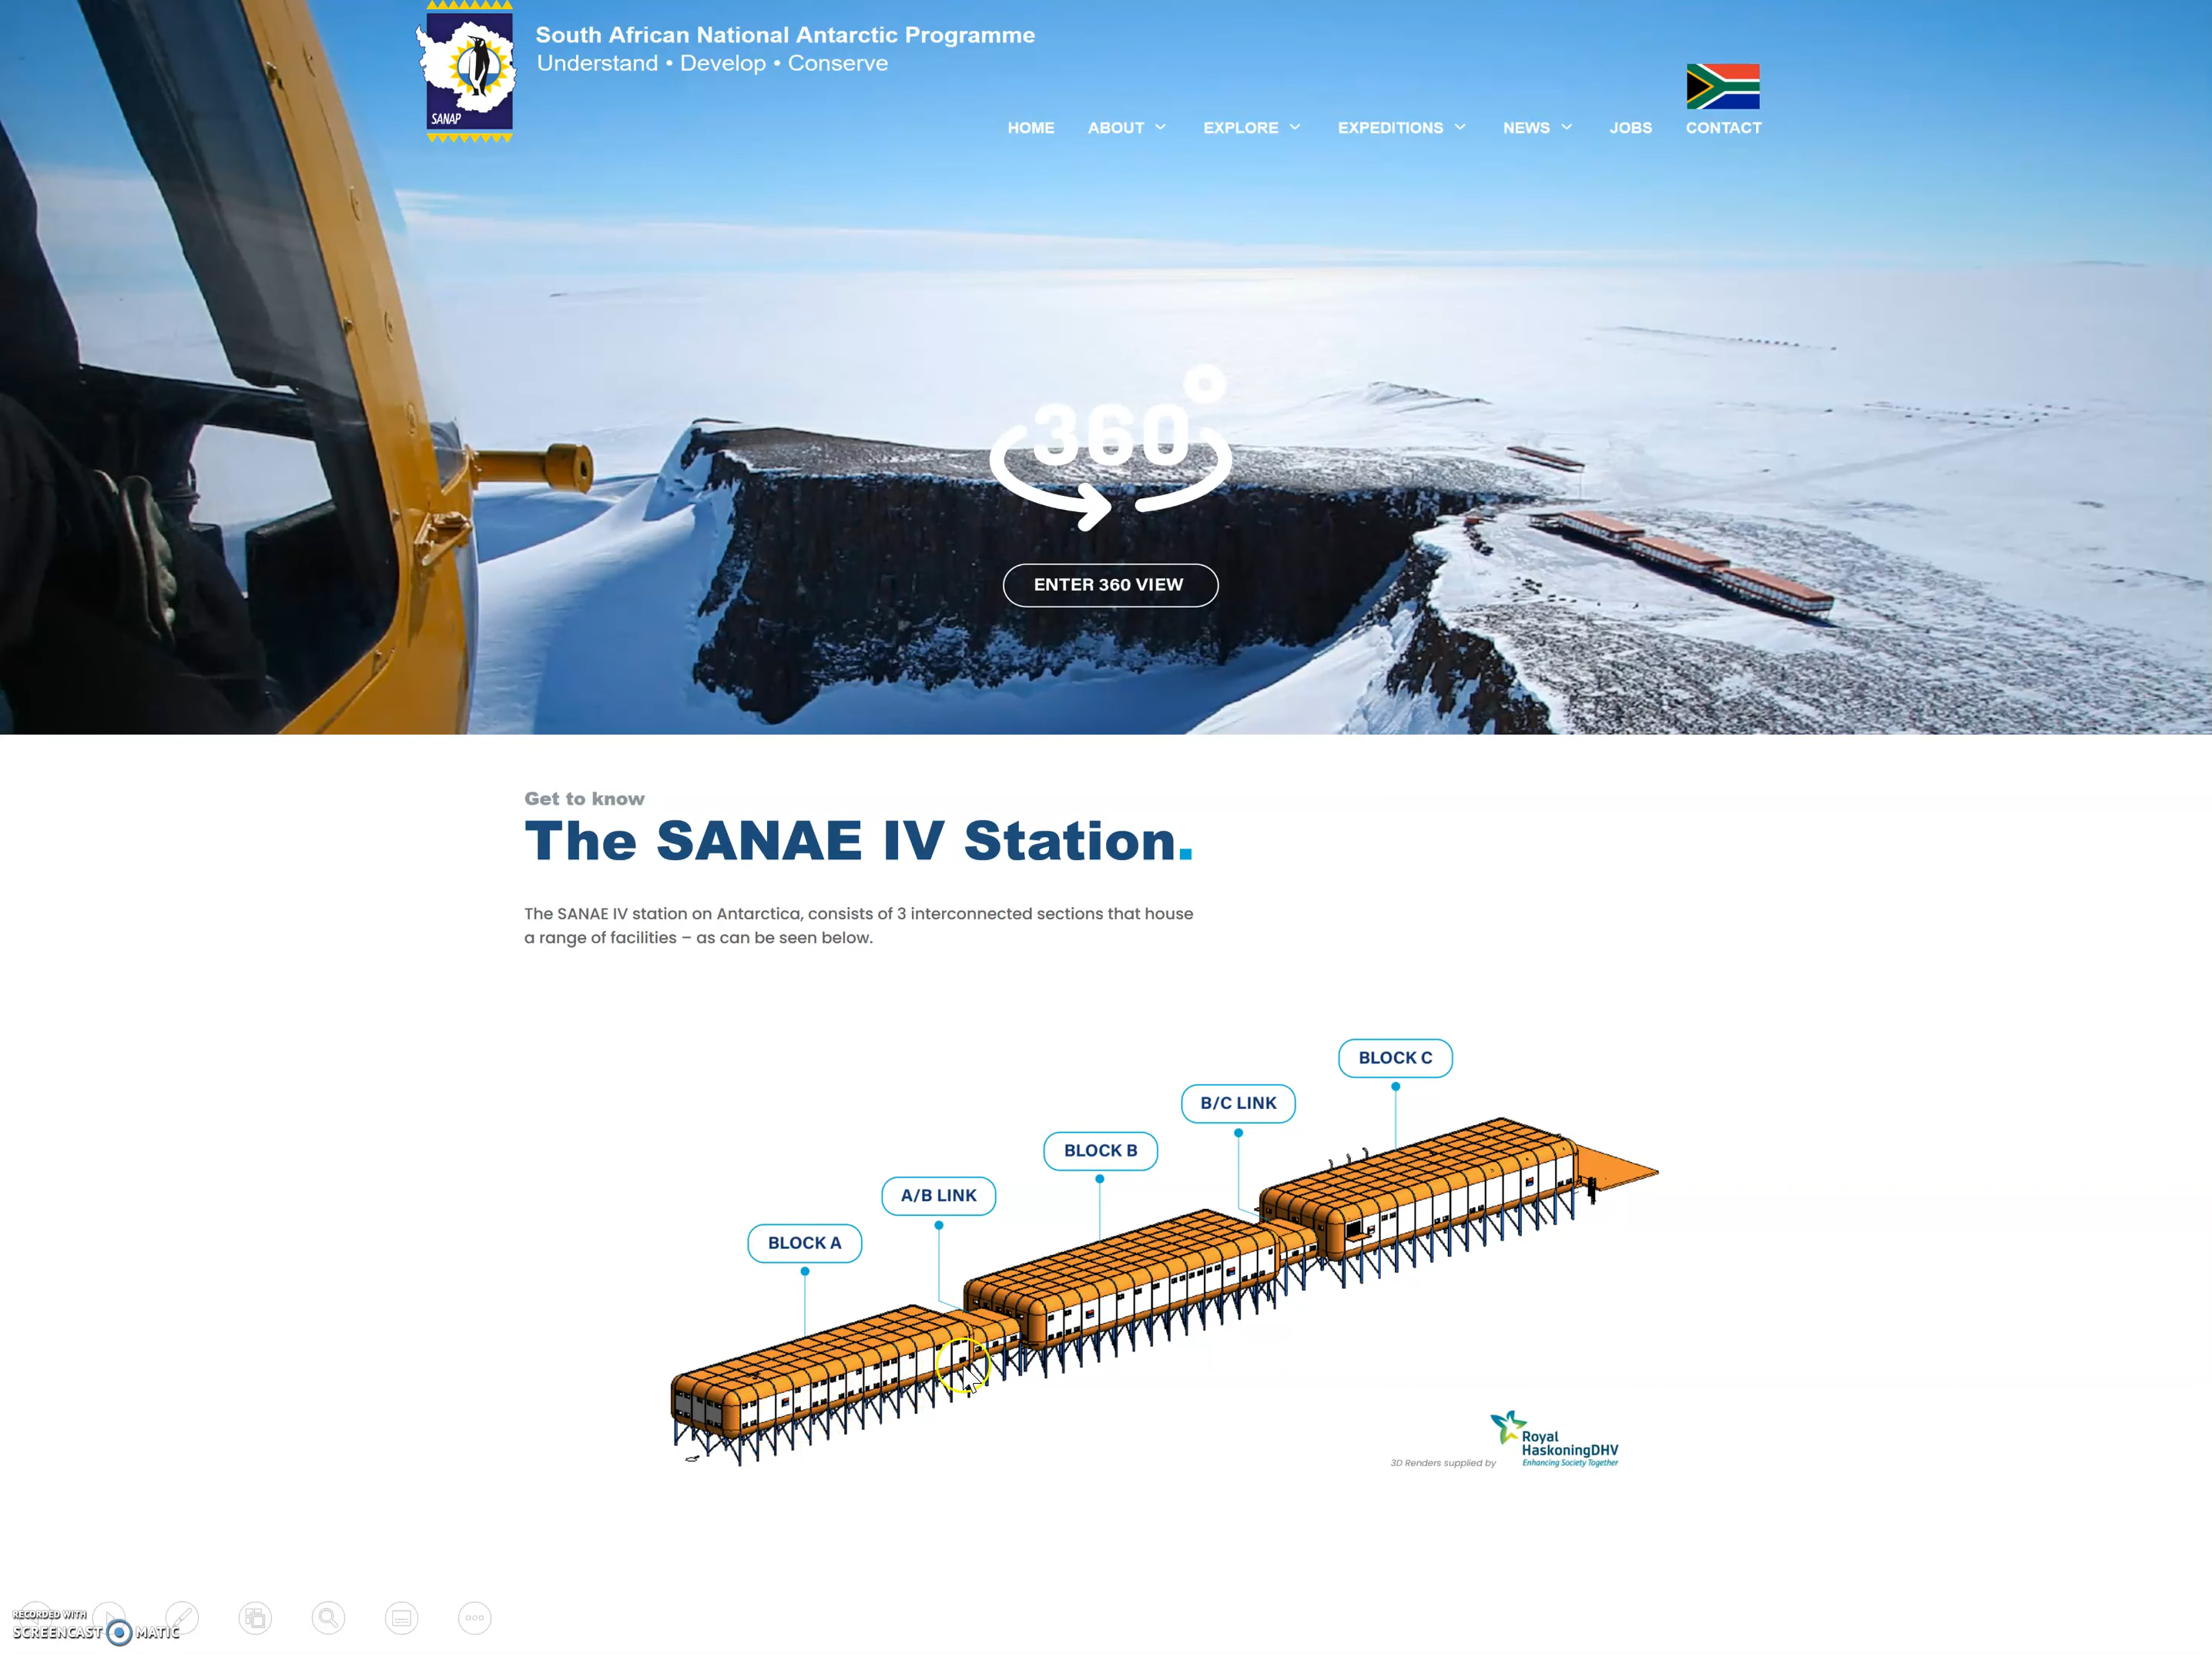 South African National Antarctic Programme
Understand • Develop • Conserve
SANAP
HOME ABOUT EXPLORE EXPEDITIONS NEWS JOBS CONTACT
360°
ENTER 360 VIEW
Get to know
The SANAE IV Station.
The SANAE IV station on Antarctica, consists of 3 interconnected sections that house
a range of facilities – as can be seen below.
BLOCK C
B/C LINK
BLOCK B
A/B LINK
BLOCK A
Royal
HaskoningDHV
3D Renders supplied by Enhancing Society Together
RECORDED WITH
SCREENCAST MATIC